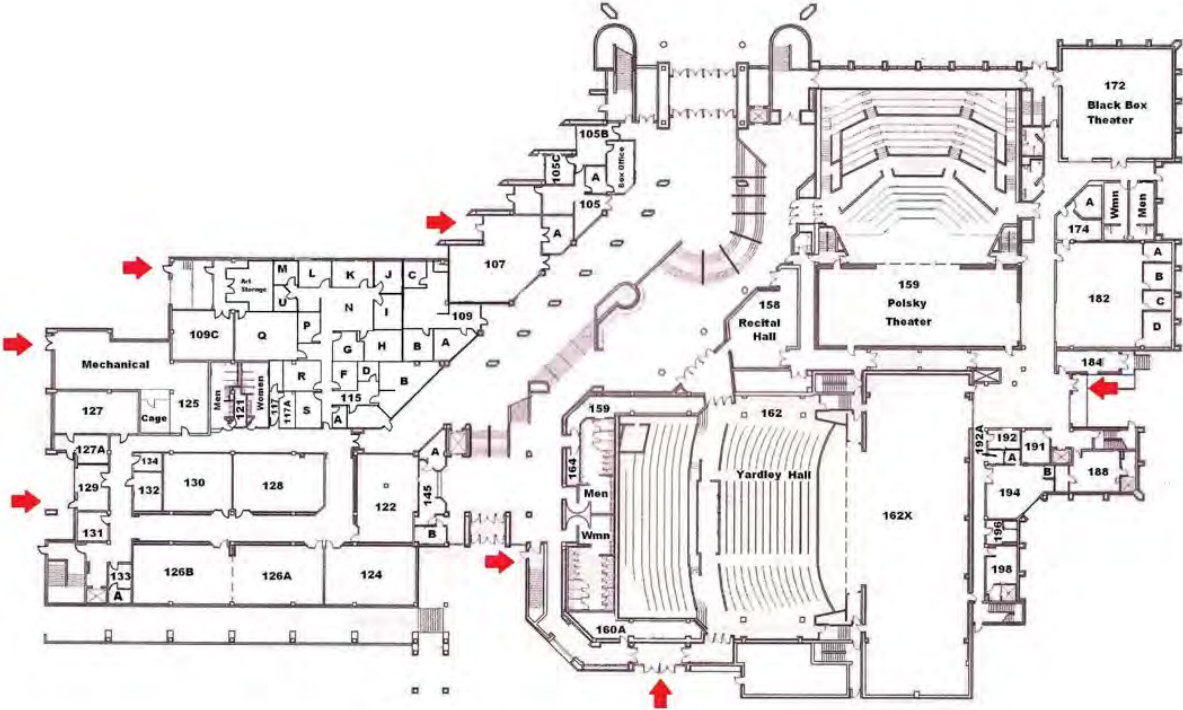 172
Black Box
Theater
105B
105C
Box Office
A
105
A
107
A
Wmn
Men
174
A
B
C
D
182
184
M
L
K
J
C
Art
Storage
U
N
I
109
109C
Q
P
G
H
B
A
F
D
B
R
115
S
A
117
117A
Men
121
Women
Mechanical
127
Cage
125
158
Recital
Hall
159
Polsky
Theater
127A
134
129
132
130
128
122
A
145
B
131
133
A
126B
126A
124
159
164
Men
Wmn
160A
162
Yardley Hall
162X
192A
192
A
191
B
188
194
196
198